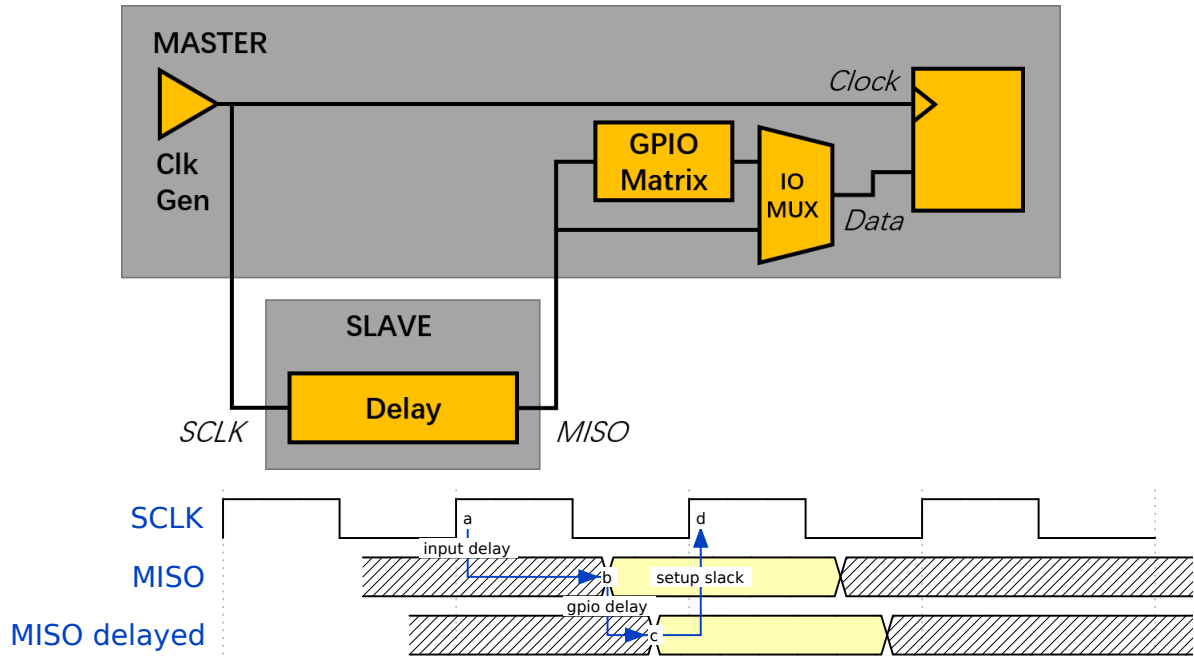 MASTER
Clk
Gen
Clock
GPIO
Matrix
IO
MUX
Data
SLAVE
Delay
SCLK
MISO
SCLK
a
d
input delay
MISO
b
setup slack
gpio delay
MISO delayed
c